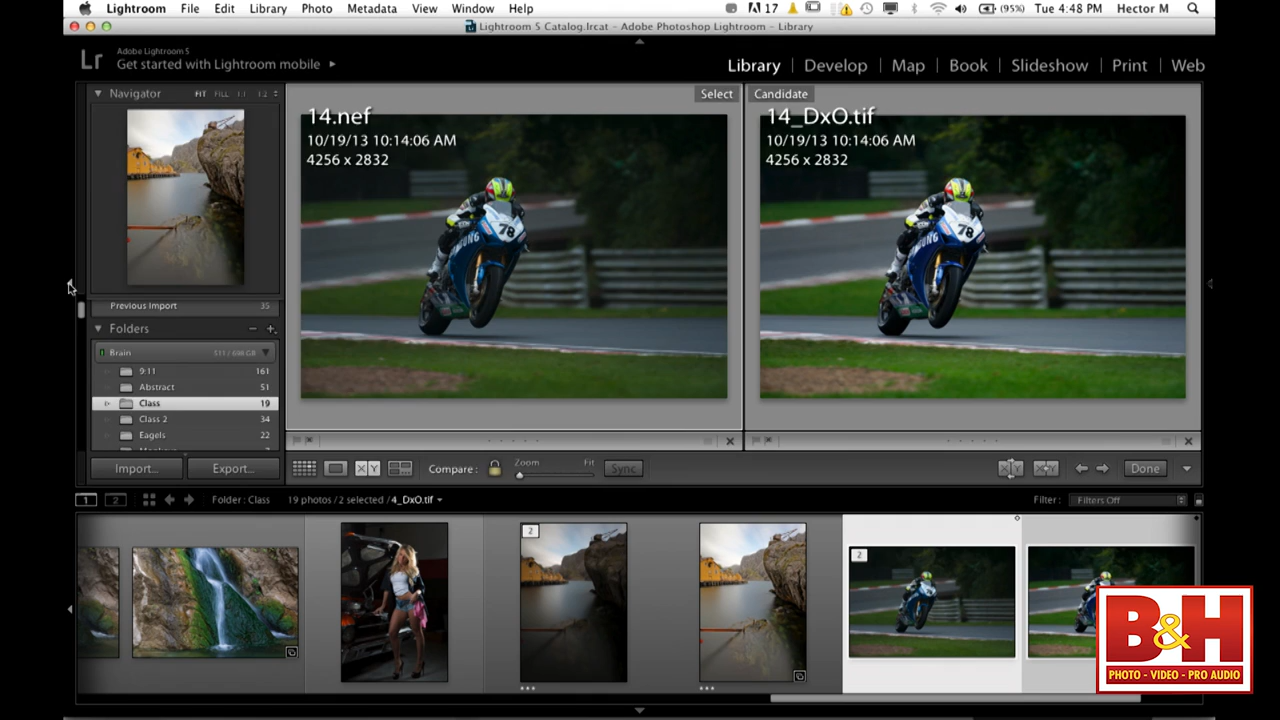 Lightroom File Edit Library Photo Metadata View Window Help 17 (95%) Tue 4:48 PM Hector M
Lightroom 5 Catalog.lrcat - Adobe Photoshop Lightroom - Library
Lr
Adobe Lightroom 5
Get started with Lightroom mobile
Library | Develop | Map | Book | Slideshow | Print | Web
Navigator FIT FILL 1:1 1:2
Select
Candidate
14.nef
10/19/13 10:14:06 AM
4256 x 2832
14_DxO.tif
10/19/13 10:14:06 AM
4256 x 2832
78
78
Previous Import 35
Folders
Brain
9:11 161
Abstract 51
Class 19
Class 2 34
Eagels 22
Import... Export...
XY
Compare :
Zoom Fit
Sync
Done
1 2 Folder : Class 19 photos / 2 selected / 4_DxO.tif
Filter : Filters Off
2
2
B&H
PHOTO - VIDEO - PRO AUDIO